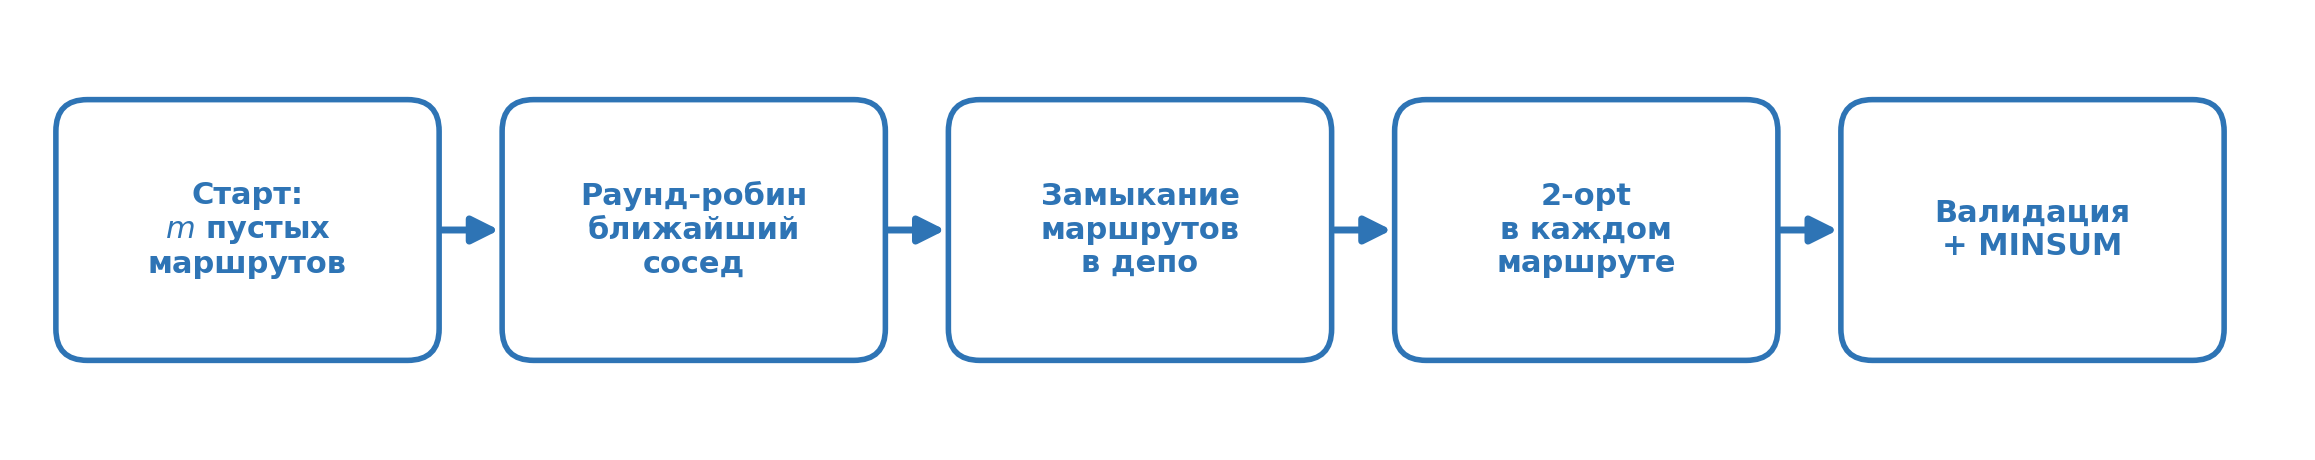 Старт:
m пустых
маршрутов
Раунд-робин
ближайший
сосед
Замыкание
маршрутов
в депо
2-opt
в каждом
маршруте
Валидация
+ MINSUM